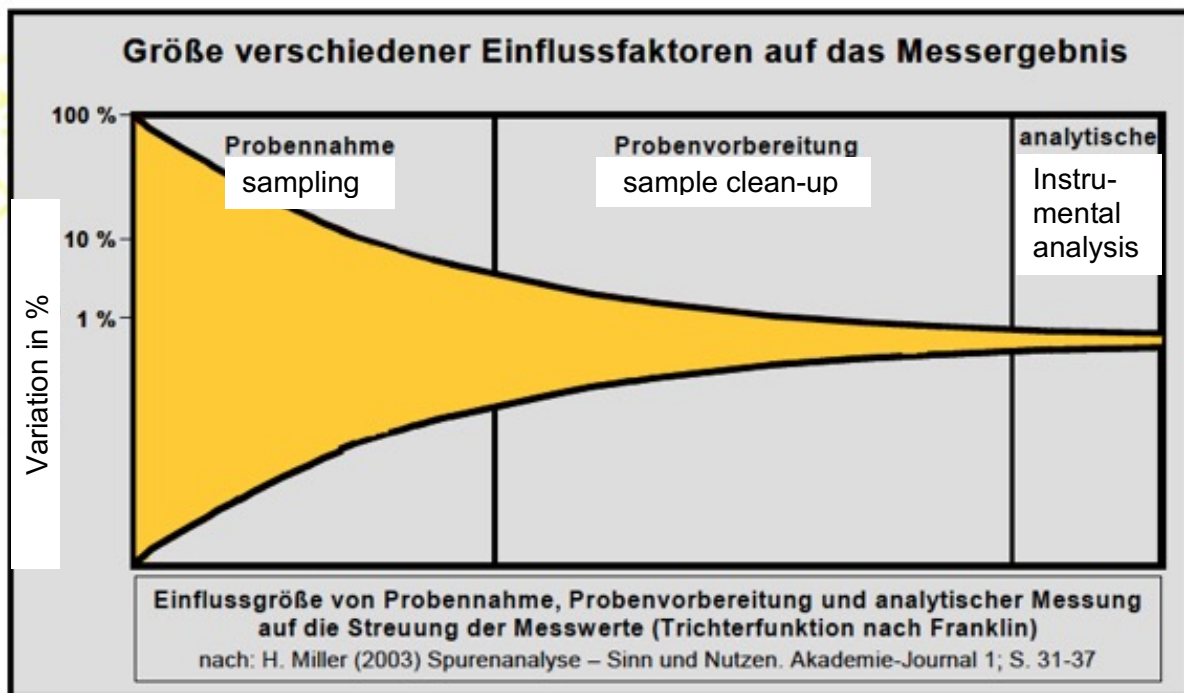 Größe verschiedener Einflussfaktoren auf das Messergebnis
100 %
10 %
1 %
Variation in %
Probennahme
sampling
Probenvorbereitung
sample clean-up
analytische
Instru-
mental
analysis
Einflussgröße von Probennahme, Probenvorbereitung und analytischer Messung
auf die Streuung der Messwerte (Trichterfunktion nach Franklin)
nach: H. Miller (2003) Spurenanalyse – Sinn und Nutzen. Akademie-Journal 1; S. 31-37